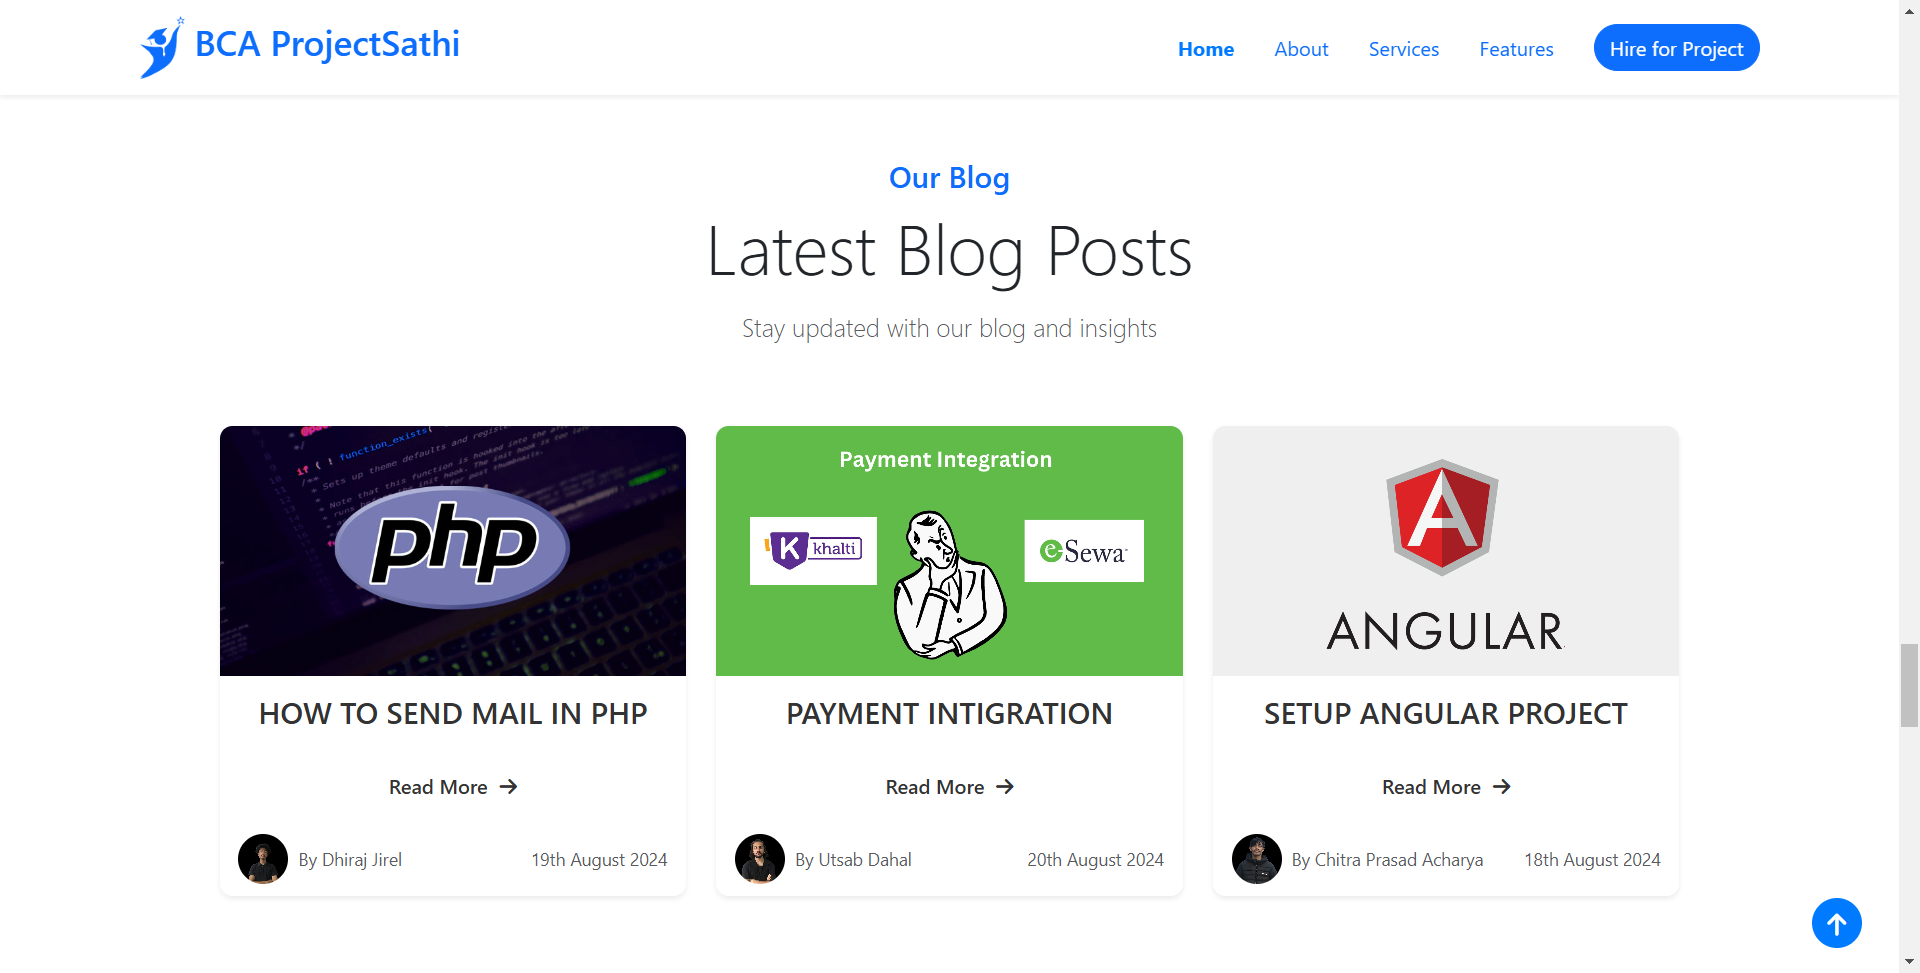 BCA ProjectSathi
Home About Services Features Hire for Project
Our Blog
Latest Blog Posts
Stay updated with our blog and insights
if ( ! function_exists(
php
HOW TO SEND MAIL IN PHP
Read More
By Dhiraj Jirel 19th August 2024
Payment Integration
K khalti
e-Sewa
PAYMENT INTIGRATION
Read More
By Utsab Dahal 20th August 2024
A
ANGULAR
SETUP ANGULAR PROJECT
Read More
By Chitra Prasad Acharya 18th August 2024